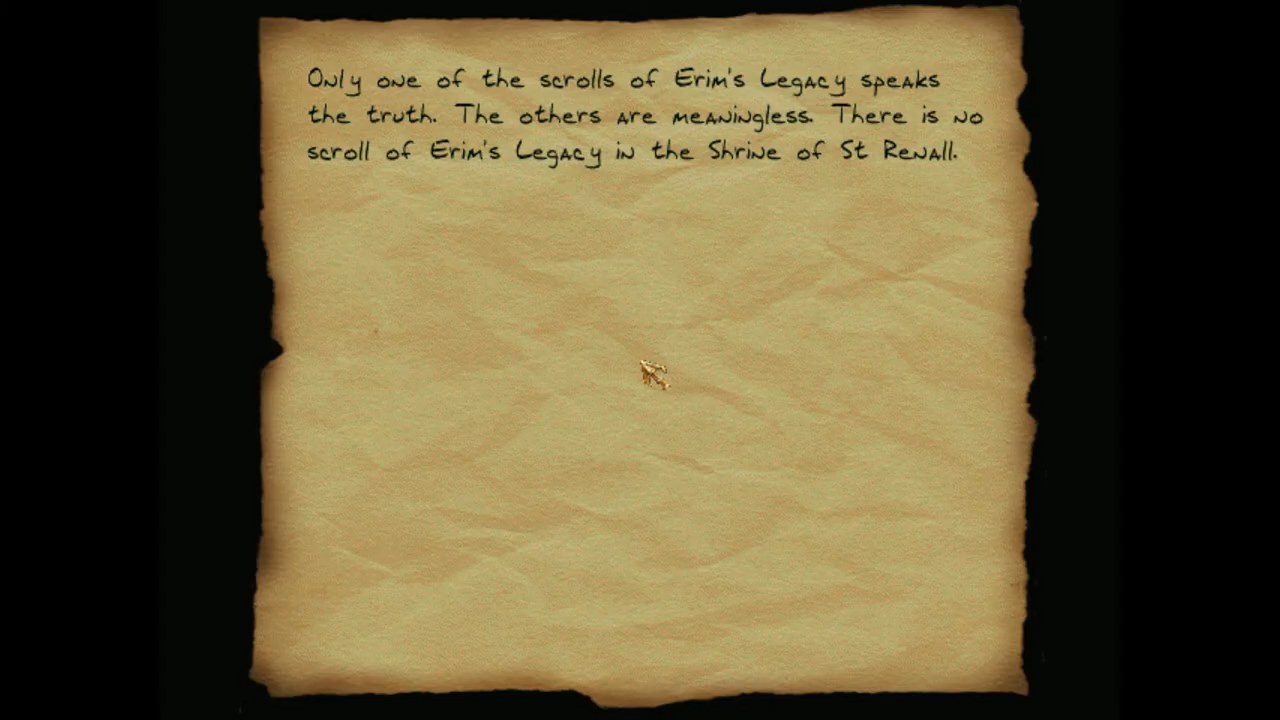 Only one of the scrolls of Erim's Legacy speaks
the truth. The others are meaningless. There is no
scroll of Erim's Legacy in the Shrine of St Renall.